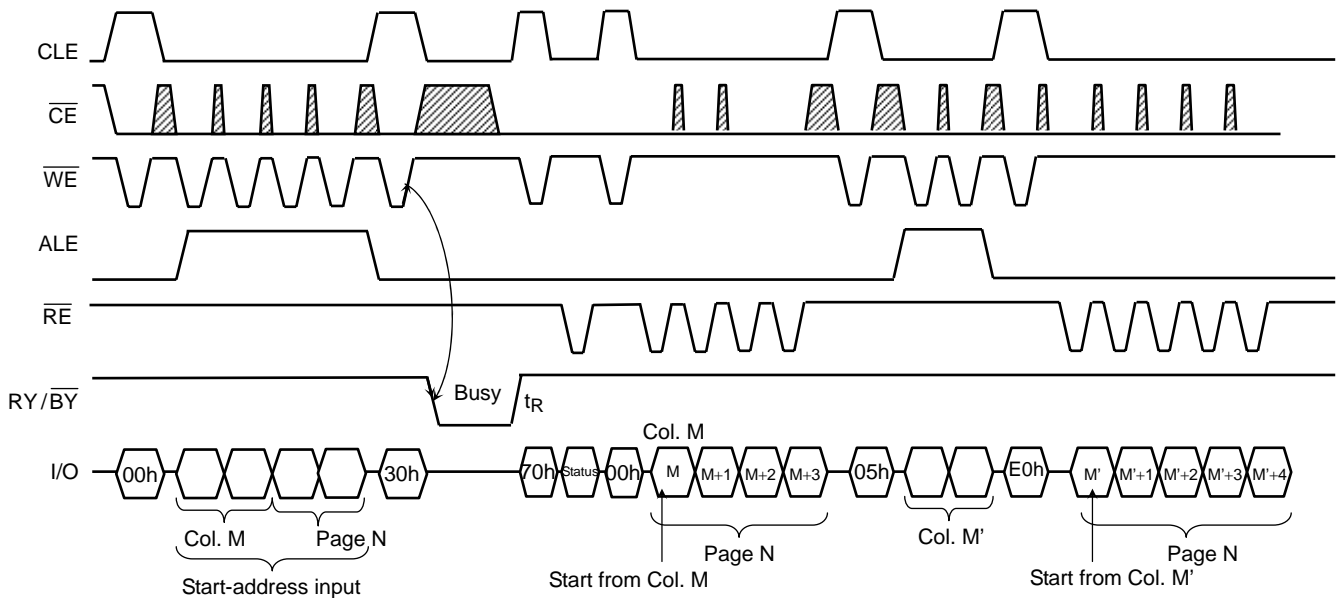 CLE
CE
WE
ALE
RE
RY/BY Busy tR
Col. M
I/O 00h 30h 70h Status 00h M M+1 M+2 M+3 05h E0h M' M'+1 M'+2 M'+3 M'+4
Col. M Page N Page N Col. M' Page N
Start-address input Start from Col. M Start from Col. M'